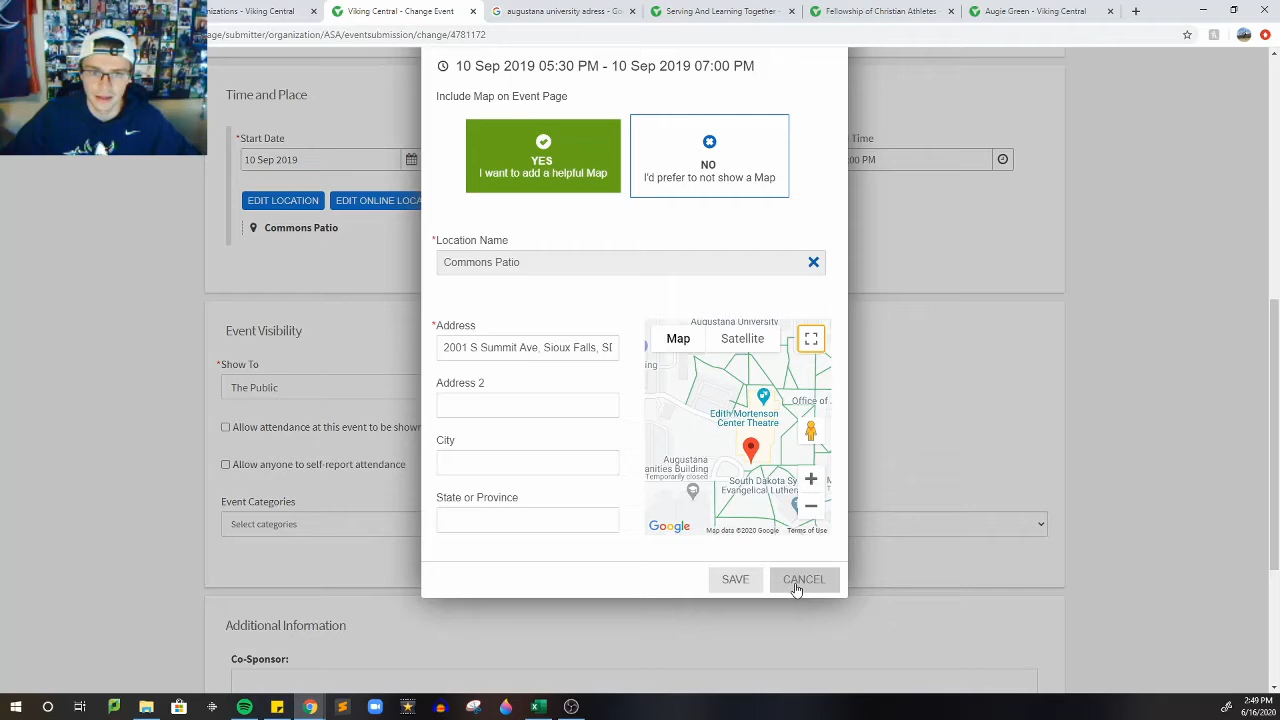 nizations - Viking Central
Viking Central - Change Event
augustana university adress - Go
Serving And Learning Together -
Fellowship of Christian Athletes -
Augie Green - Viking Central
age/submitter/organization/ASA/eventsubmission/change/4781172
10 Sep 2019 05:30 PM - 10 Sep 2019 07:00 PM
Time and Place
Include Map on Event Page
*Start Date
d Time
10 Sep 2019
:00 PM
YES
I want to add a helpful Map
NO
I'd prefer to not show a Map
EDIT LOCATION
EDIT ONLINE LOCA
Commons Patio
*Location Name
Commons Patio
Event Visibility
*Show To
The Public
Allow attendance at this event to be shown
Allow anyone to self-report attendance
Event Categories
Select categories
*Address
2001 S Summit Ave, Sioux Falls, SD
Address 2
City
State or Province
Augustana University
Map
Satellite
ing
Office of
Edith Mortenson
Center Theatre
Augustana
anities Building
Temporarily closed
South Dakota Sy
Evangelical Luthera
Google
Map data ©2020 Google
Terms of Use
SAVE
CANCEL
Additional Information
Co-Sponsor:
2:49 PM
6/16/2020